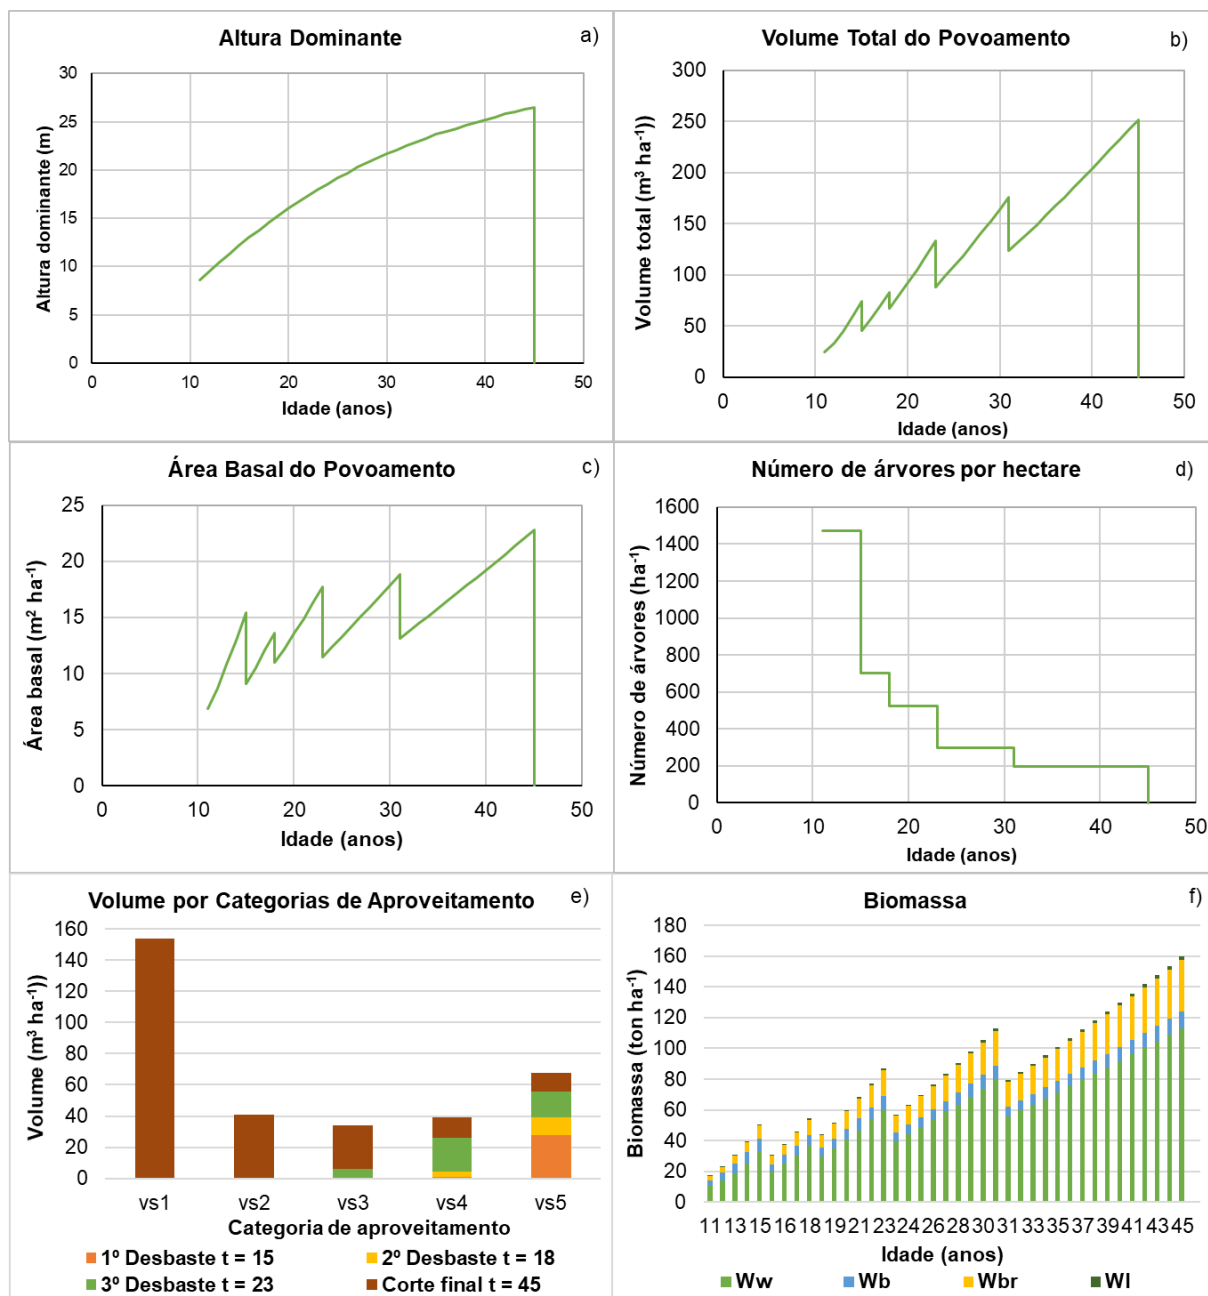 Altura Dominante
a)
30
25
20
15
10
5
0
Altura dominante (m)
0 10 20 30 40 50
Idade (anos)
Volume Total do Povoamento
b)
300
250
200
150
100
50
0
Volume total (m³ ha⁻¹))
0 10 20 30 40 50
Idade (anos)
Área Basal do Povoamento
c)
25
20
15
10
5
0
Área basal (m² ha⁻¹)
0 10 20 30 40 50
Idade (anos)
Número de árvores por hectare
d)
1600
1400
1200
1000
800
600
400
200
0
Número de árvores (ha⁻¹)
0 10 20 30 40 50
Idade (anos)
Volume por Categorias de Aproveitamento
e)
160
140
120
100
80
60
40
20
0
Volume (m³ ha⁻¹))
vs1 vs2 vs3 vs4 vs5
Categoria de aproveitamento
1º Desbaste t = 15 2º Desbaste t = 18
3º Desbaste t = 23 Corte final t = 45
Biomassa
f)
180
160
140
120
100
80
60
40
20
0
Biomassa (ton ha⁻¹)
11 13 15 16 18 19 21 23 24 26 28 30 31 33 35 37 39 41 43 45
Idade (anos)
Ww Wb Wbr Wl